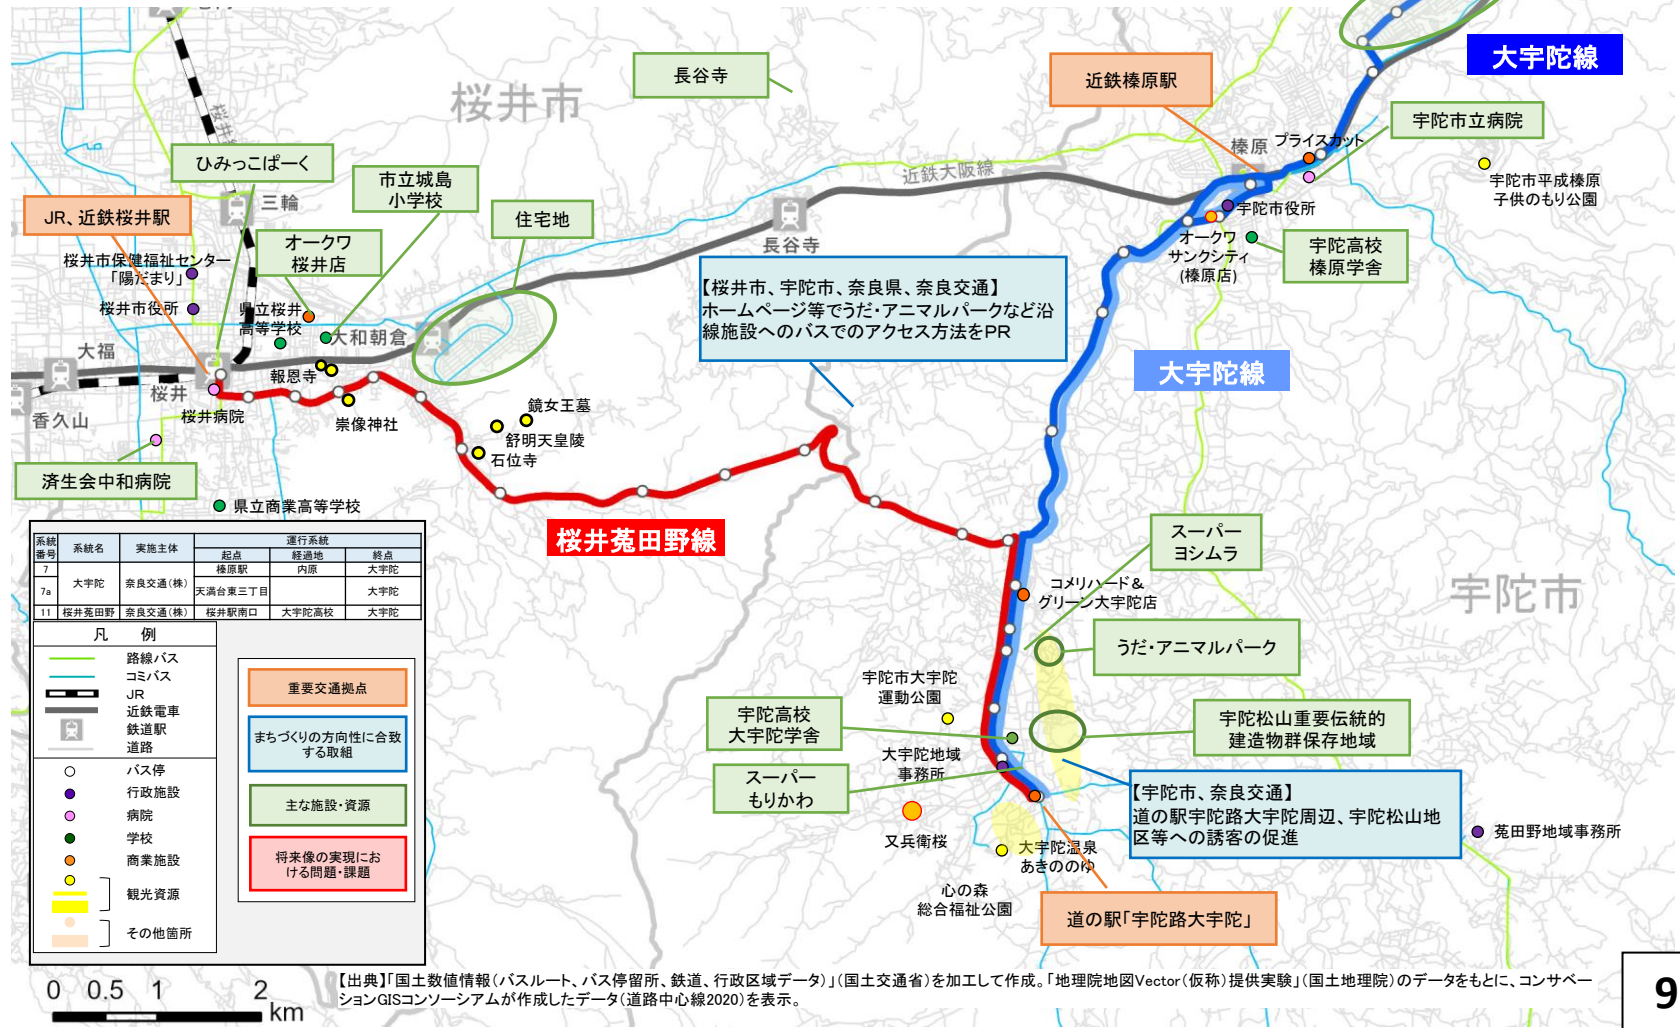 大宇陀線
近鉄榛原駅
長谷寺
桜井市
宇陀市立病院
プライスカット
榛原
ひみっこぱーく
市立城島
小学校
近鉄大阪線
宇陀市平成榛原
子供のもり公園
三輪
JR、近鉄桜井駅
住宅地
宇陀市役所
オークワ
桜井店
長谷寺
オークワ
サンクシティ
(榛原店)
宇陀高校
榛原学舎
桜井市保健福祉センター
「陽だまり」
桜井市役所
県立桜井
高等学校
大和朝倉
【桜井市、宇陀市、奈良県、奈良交通】
ホームページ等でうだ・アニマルパークなど沿
線施設へのバスでのアクセス方法をPR
大福
桜井
報恩寺
大宇陀線
香久山
桜井病院
崇像神社
鏡女王墓
舒明天皇陵
石位寺
済生会中和病院
県立商業高等学校
桜井菟田野線
スーパー
ヨシムラ
コメリハード＆
グリーン大宇陀店
宇陀市
うだ・アニマルパーク
宇陀市大宇陀
運動公園
宇陀高校
大宇陀学舎
宇陀松山重要伝統的
建造物群保存地域
大宇陀地域
事務所
スーパー
もりかわ
【宇陀市、奈良交通】
道の駅宇陀路大宇陀周辺、宇陀松山地
区等への誘客の促進
又兵衛桜
大宇陀温泉
あきののゆ
菟田野地域事務所
心の森
総合福祉公園
道の駅「宇陀路大宇陀」
系統番号 系統名 実施主体 運行系統
起点 経過地 終点
7 大宇陀 奈良交通(株) 榛原駅 内原 大宇陀
7a 天満台東三丁目 大宇陀
11 桜井菟田野 奈良交通(株) 桜井駅南口 大宇陀高校 大宇陀
凡　例
路線バス
コミバス
JR
近鉄電車
鉄道駅
道路
バス停
行政施設
病院
学校
商業施設
観光資源
その他箇所
重要交通拠点
まちづくりの方向性に合致
する取組
主な施設・資源
将来像の実現にお
ける問題・課題
0 0.5 1 2
km
【出典】「国土数値情報(バスルート、バス停留所、鉄道、行政区域データ)」(国土交通省)を加工して作成。「地理院地図Vector(仮称)提供実験」(国土地理院)のデータをもとに、コンサベー
ションGISコンソーシアムが作成したデータ(道路中心線2020)を表示。
9